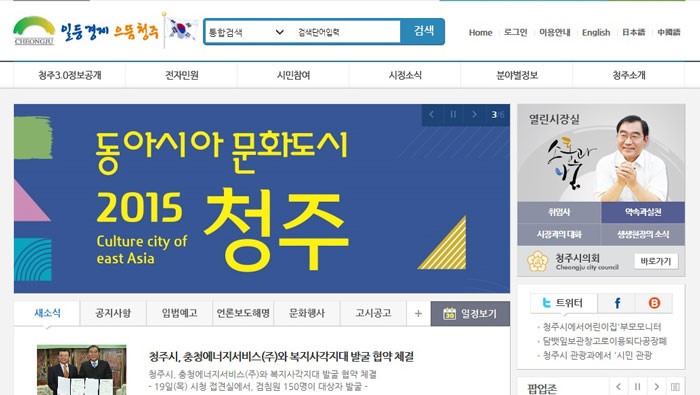 CHEONGJU
일등경제 으뜸청주
통합검색
검색단어입력
검색
Home 로그인 이용안내 English 日本語 中國語
청주3.0정보공개 전자민원 시민참여 시정소식 분야별정보 청주소개
3/6
동아시아 문화도시
2015
Culture city of
east Asia
청주
열린시장실
소통과
취임사 약속과실천
시장과의 대화 생생현장의 소식
청주시의회
Cheongju city council
바로가기
새소식 공지사항 입법예고 언론보도해명 문화행사 고시공고 + 일정보기
트위터
청주시에서어린이집'부모모니터
담뱃잎보관창고로이용되다공장폐
청주시 관광과에서 '시민 관광
팝업존
청주시, 충청에너지서비스(주)와 복지사각지대 발굴 협약 체결
청주시, 충청에너지서비스(주)와 복지사각지대 발굴 협약 체결
- 19일(목) 시청 접견실에서, 검침원 150명이 대상자 발굴 -